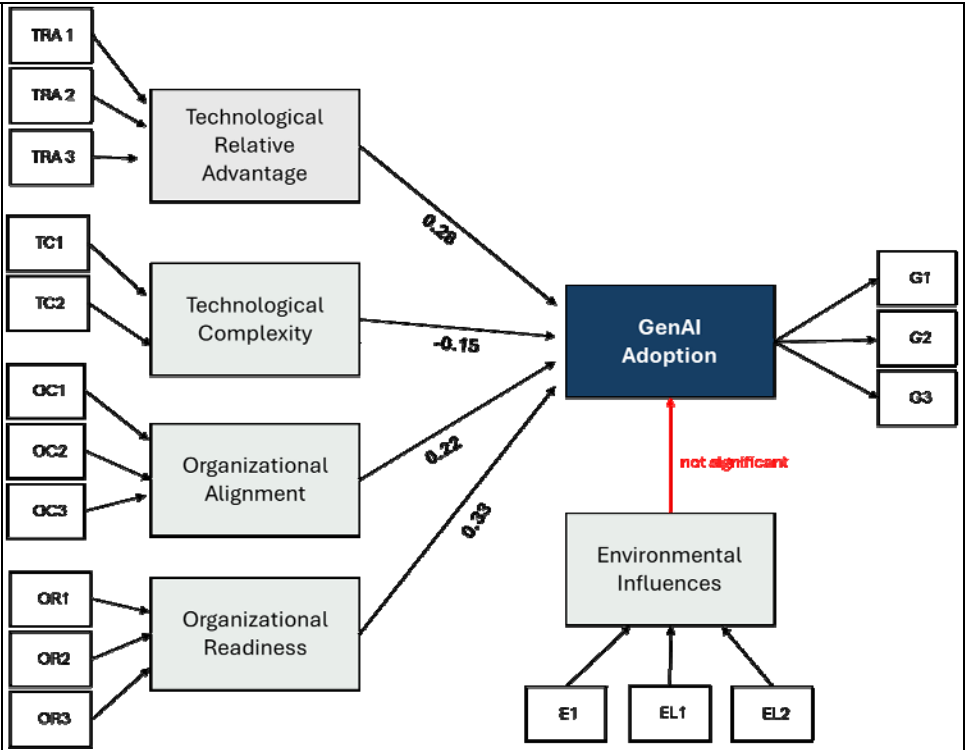 TRA 1
TRA 2
TRA 3
Technological
Relative
Advantage
0.28
TC1
TC2
Technological
Complexity
-0.15
OC1
OC2
OC3
Organizational
Alignment
0.22
OR1
OR2
OR3
Organizational
Readiness
0.33
GenAI
Adoption
G1
G2
G3
not significant
Environmental
Influences
E1
EL1
EL2